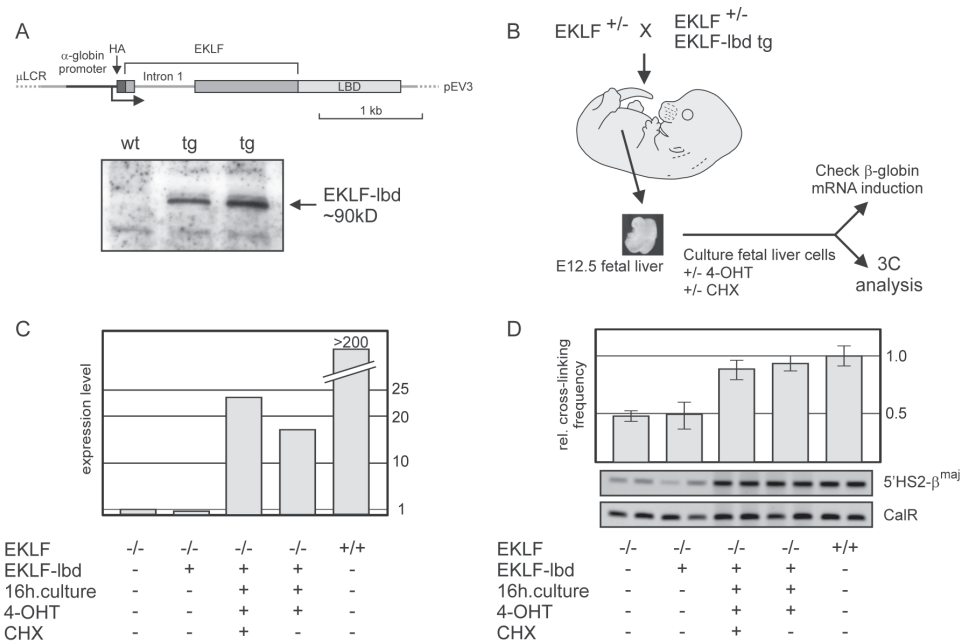 A
α-globin
promoter
HA
EKLF
μLCR
Intron 1
LBD
pEV3
1 kb
wt tg tg
EKLF-lbd
~90kD
B
EKLF +/- X EKLF +/-
EKLF-lbd tg
E12.5 fetal liver
Culture fetal liver cells
+/- 4-OHT
+/- CHX
Check β-globin
mRNA induction
3C
analysis
C
expression level
>200
25
20
10
1
EKLF -/- -/- -/- -/- +/+
EKLF-lbd - + + + -
16h.culture - - + + -
4-OHT - - + + -
CHX - - + - -
D
rel. cross-linking
frequency
1.0
0.5
5'HS2-βmaj
CalR
EKLF -/- -/- -/- -/- +/+
EKLF-lbd - + + + -
16h.culture - - + + -
4-OHT - - + + -
CHX - - + - -